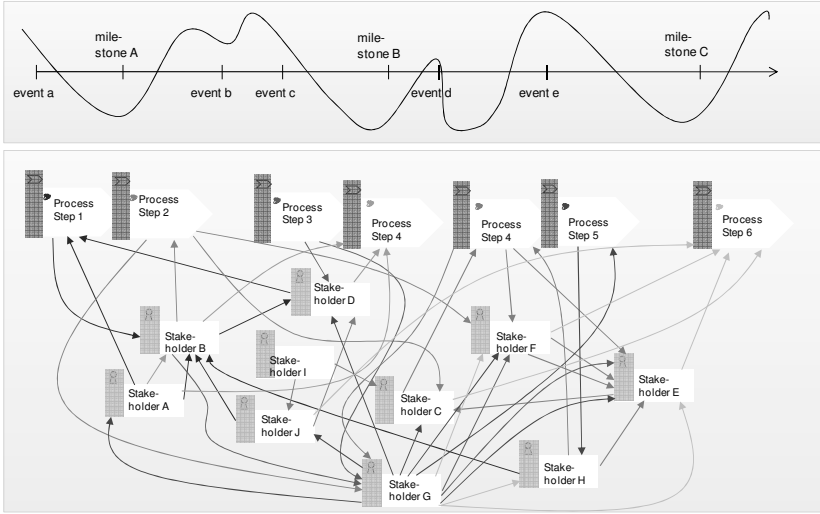 mile-
stone A
mile-
stone B
mile-
stone C
event a
event b
event c
event d
event e
Process
Step 1
Process
Step 2
Process
Step 3
Process
Step 4
Process
Step 4
Process
Step 5
Process
Step 6
Stake-
holder D
Stake-
holder B
Stake-
holder F
Stake-
holder I
Stake-
holder E
Stake-
holder A
Stake-
holder C
Stake-
holder J
Stake-
holder H
Stake-
holder G